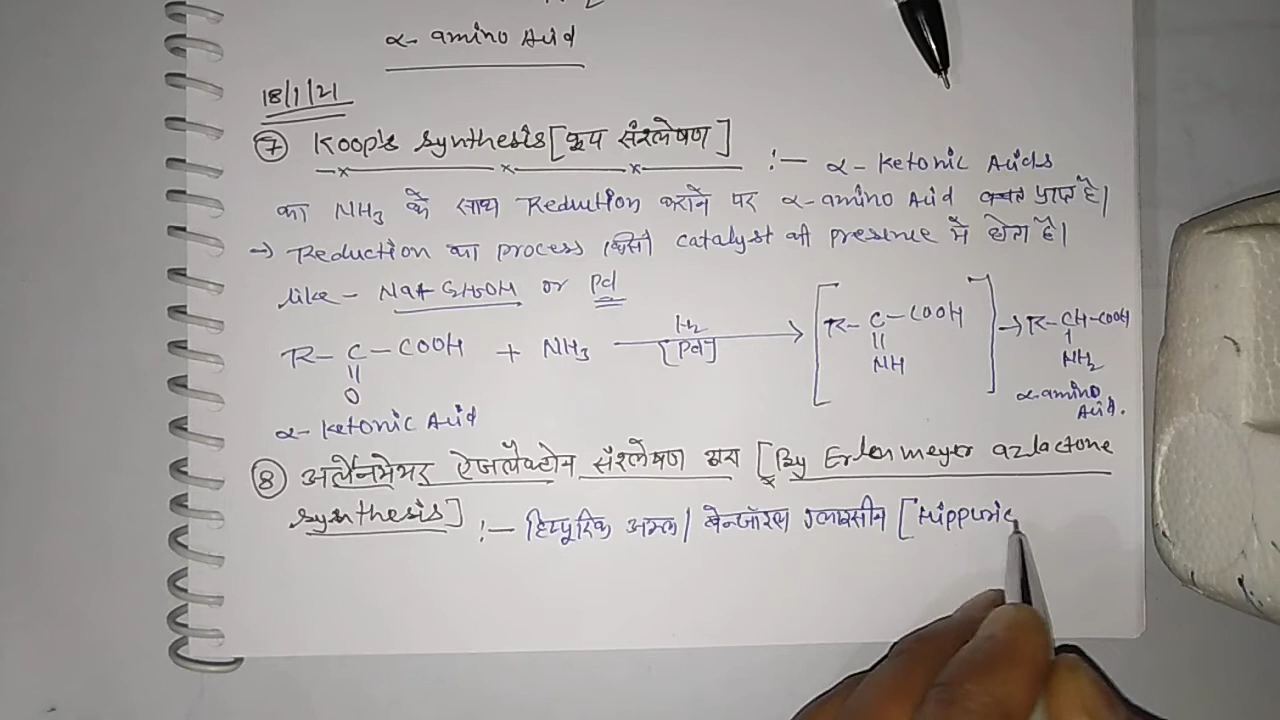 α- amino Acid
18/1/21
⑦ Koop's synthesis [कूप संश्लेषण] :- α- Ketonic Acids
का NH3 के साथ Reduction कराने पर α-amino Acid प्राप्त है।
→ Reduction का process किसी catalyst की presence में होता है।
like - Na+ C2H5OH or Pd
R- C -COOH + NH3 H2 [Pd] → [R- C -COOH] → R- CH-COOH
|| || |
O NH NH2
α- Ketonic Acid α-amino Acid.
⑧ अर्लेनमेयर ऐजलैक्टोन संश्लेषण द्वारा [By Erlenmeyer azlactone
synthesis] :- हिप्पूरिक अम्ल/ बेन्जॉइल ग्लाइसीन [Hippuric